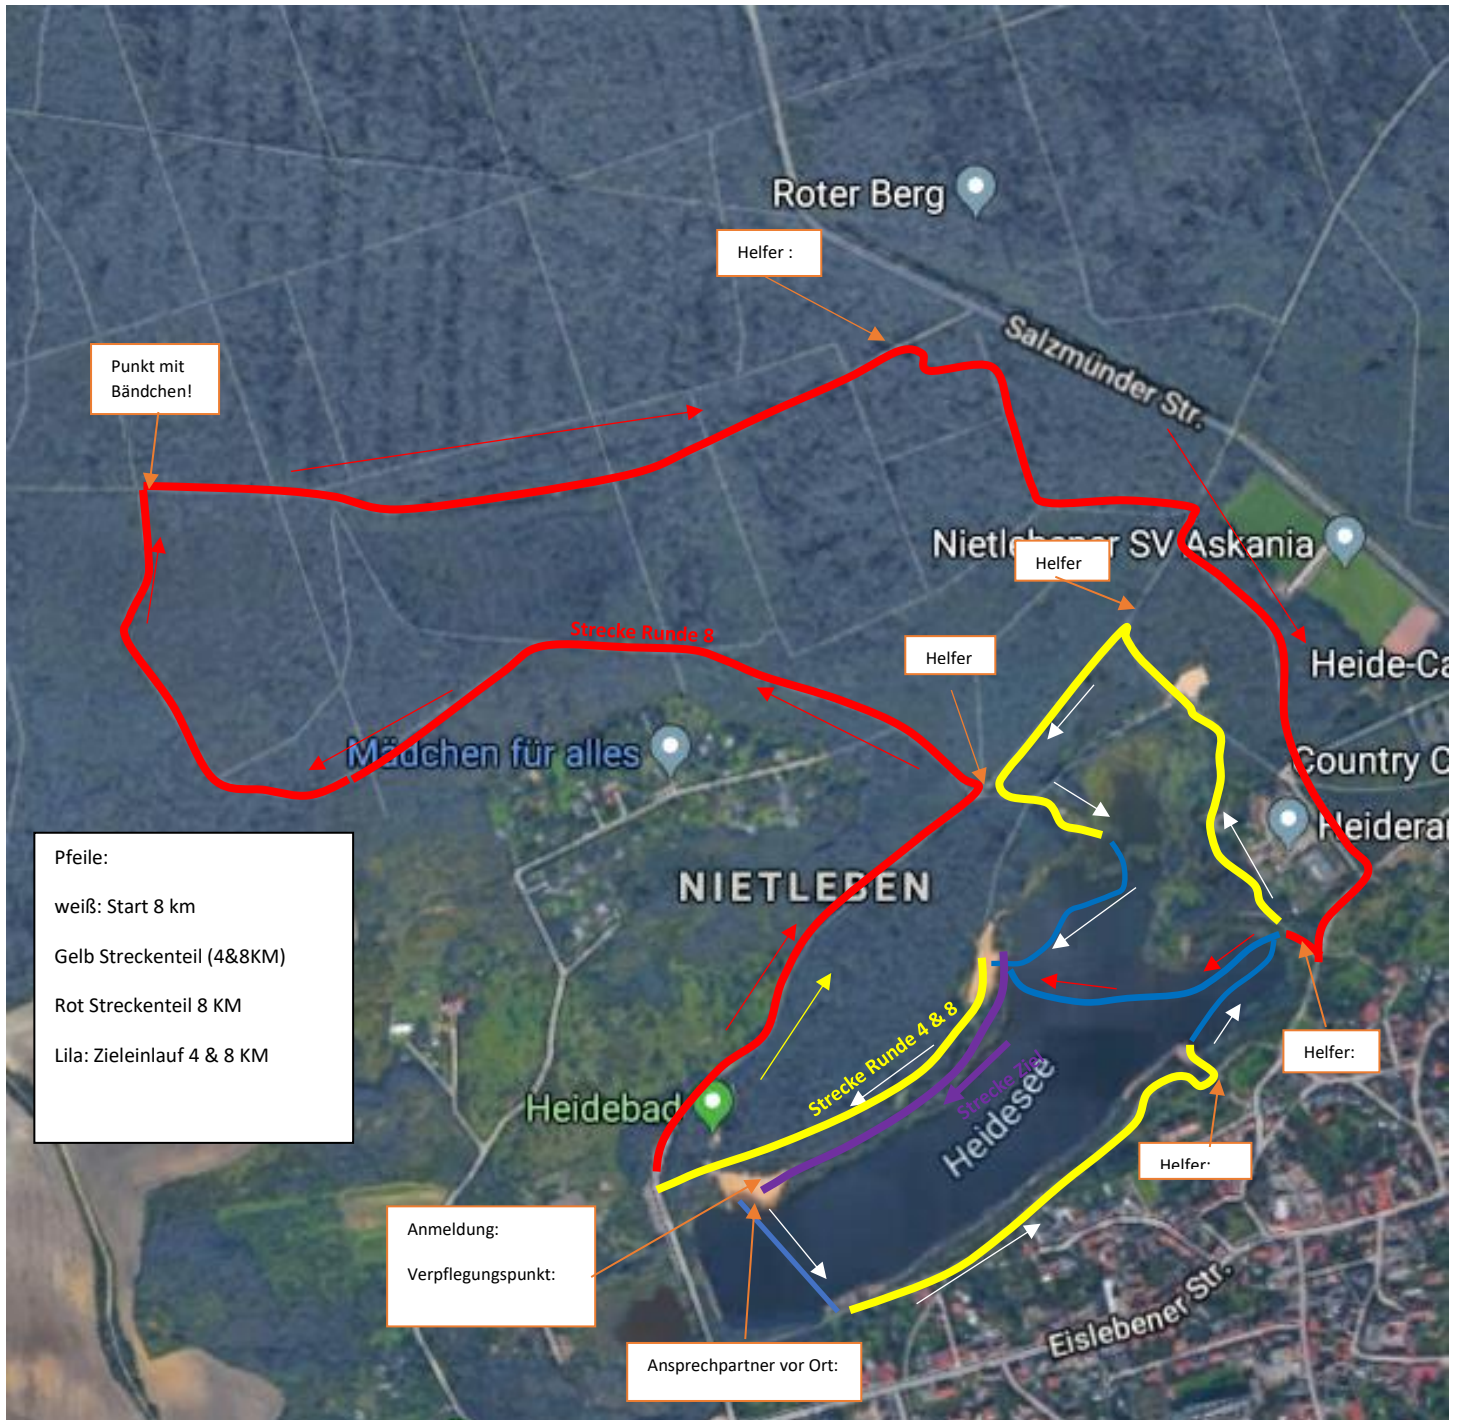 Roter Berg
Helfer :
Salzmünder Str.
Punkt mit
Bändchen!
Helfer
Strecke Runde 8
Helfer
Heide-Ca
Mädchen für alles
Country C
Heidera
NIETLEBEN
Pfeile:
weiß: Start 8 km
Gelb Streckenteil (4&8KM)
Rot Streckenteil 8 KM
Lila: Zieleinlauf 4 & 8 KM
Strecke Runde 4 & 8
Strecke Ziel
Helfer:
Heidebad
Heidesee
Helfer:
Anmeldung:
Verpflegungspunkt:
Eislebener Str.
Ansprechpartner vor Ort:
SV Askania